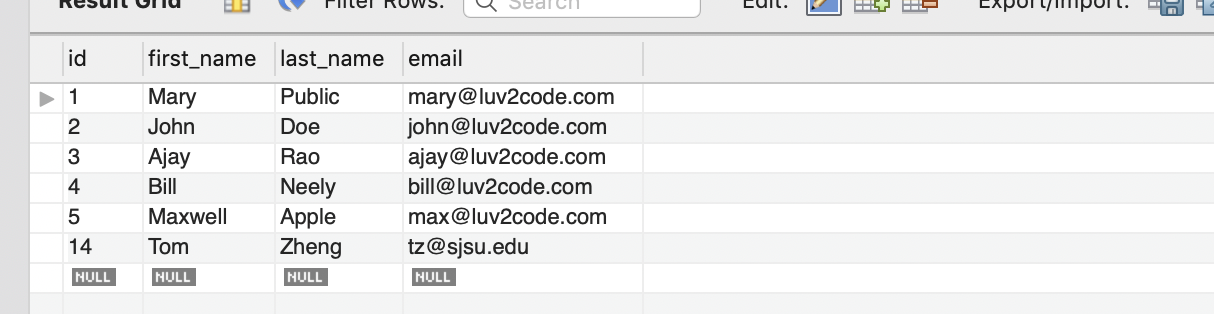 Result Grid Filter Rows: Search Edit: Export/Import:
id first_name last_name email
1 Mary Public mary@luv2code.com
2 John Doe john@luv2code.com
3 Ajay Rao ajay@luv2code.com
4 Bill Neely bill@luv2code.com
5 Maxwell Apple max@luv2code.com
14 Tom Zheng tz@sjsu.edu
NULL NULL NULL NULL